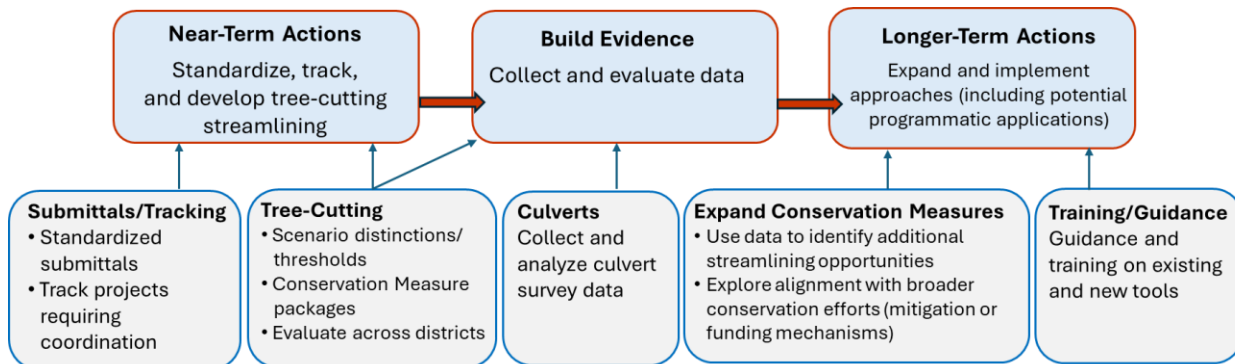 Near-Term Actions
Standardize, track,
and develop tree-cutting
streamlining
Build Evidence
Collect and evaluate data
Longer-Term Actions
Expand and implement
approaches (including potential
programmatic applications)
Submittals/Tracking
• Standardized
submittals
• Track projects
requiring
coordination
Tree-Cutting
• Scenario distinctions/
thresholds
• Conservation Measure
packages
• Evaluate across districts
Culverts
Collect and
analyze culvert
survey data
Expand Conservation Measures
• Use data to identify additional
streamlining opportunities
• Explore alignment with broader
conservation efforts (mitigation or
funding mechanisms)
Training/Guidance
Guidance and
training on existing
and new tools